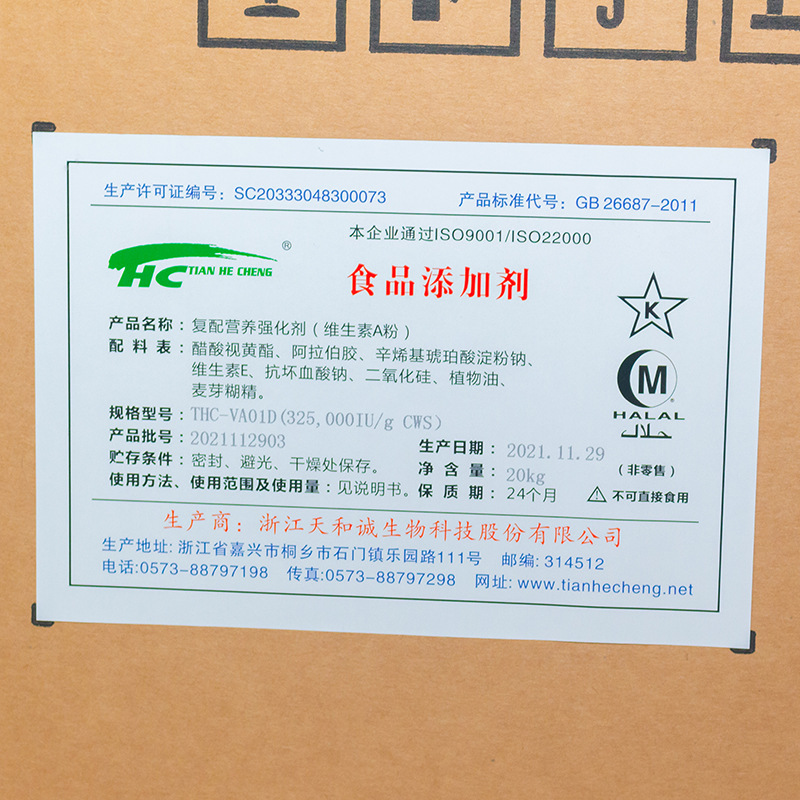 生产许可证编号：SC20333048300073 产品标准代号：GB 26687-2011
本企业通过ISO9001/ISO22000
HC TIAN HE CHENG ®
食品添加剂
K
产品名称：复配营养强化剂（维生素A粉）
配 料 表：醋酸视黄酯、阿拉伯胶、辛烯基琥珀酸淀粉钠、
维生素E、抗坏血酸钠、二氧化硅、植物油、
麦芽糊精。
M
HALAL
حلال
规格型号：THC-VA01D(325,000IU/g CWS)
产品批号：2021112903
生产日期：2021.11.29
贮存条件：密封、避光、干燥处保存。
净 含 量：20kg
（非零售）
使用方法、使用范围及使用量：见说明书。
保 质 期：24个月
不可直接食用
生产商：浙江天和诚生物科技股份有限公司
生产地址：浙江省嘉兴市桐乡市石门镇乐园路111号 邮编：314512
电话:0573-88797198 传真:0573-88797298 网址: www.tianhecheng.net